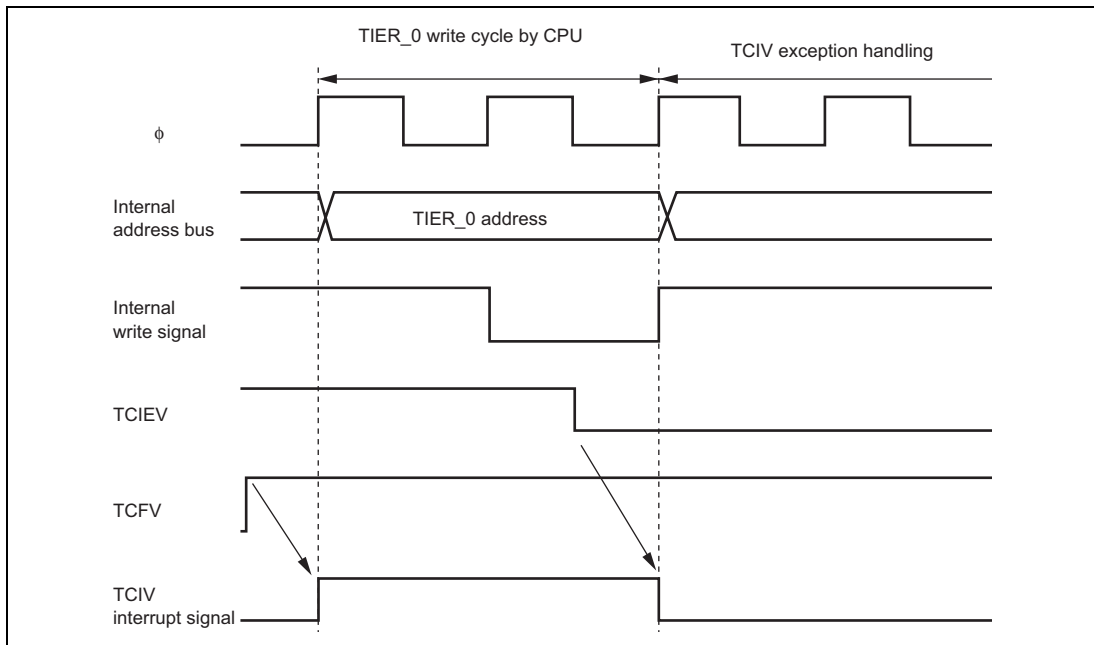 TIER_0 write cycle by CPU
TCIV exception handling
ϕ
Internal
address bus
TIER_0 address
Internal
write signal
TCIEV
TCFV
TCIV
interrupt signal